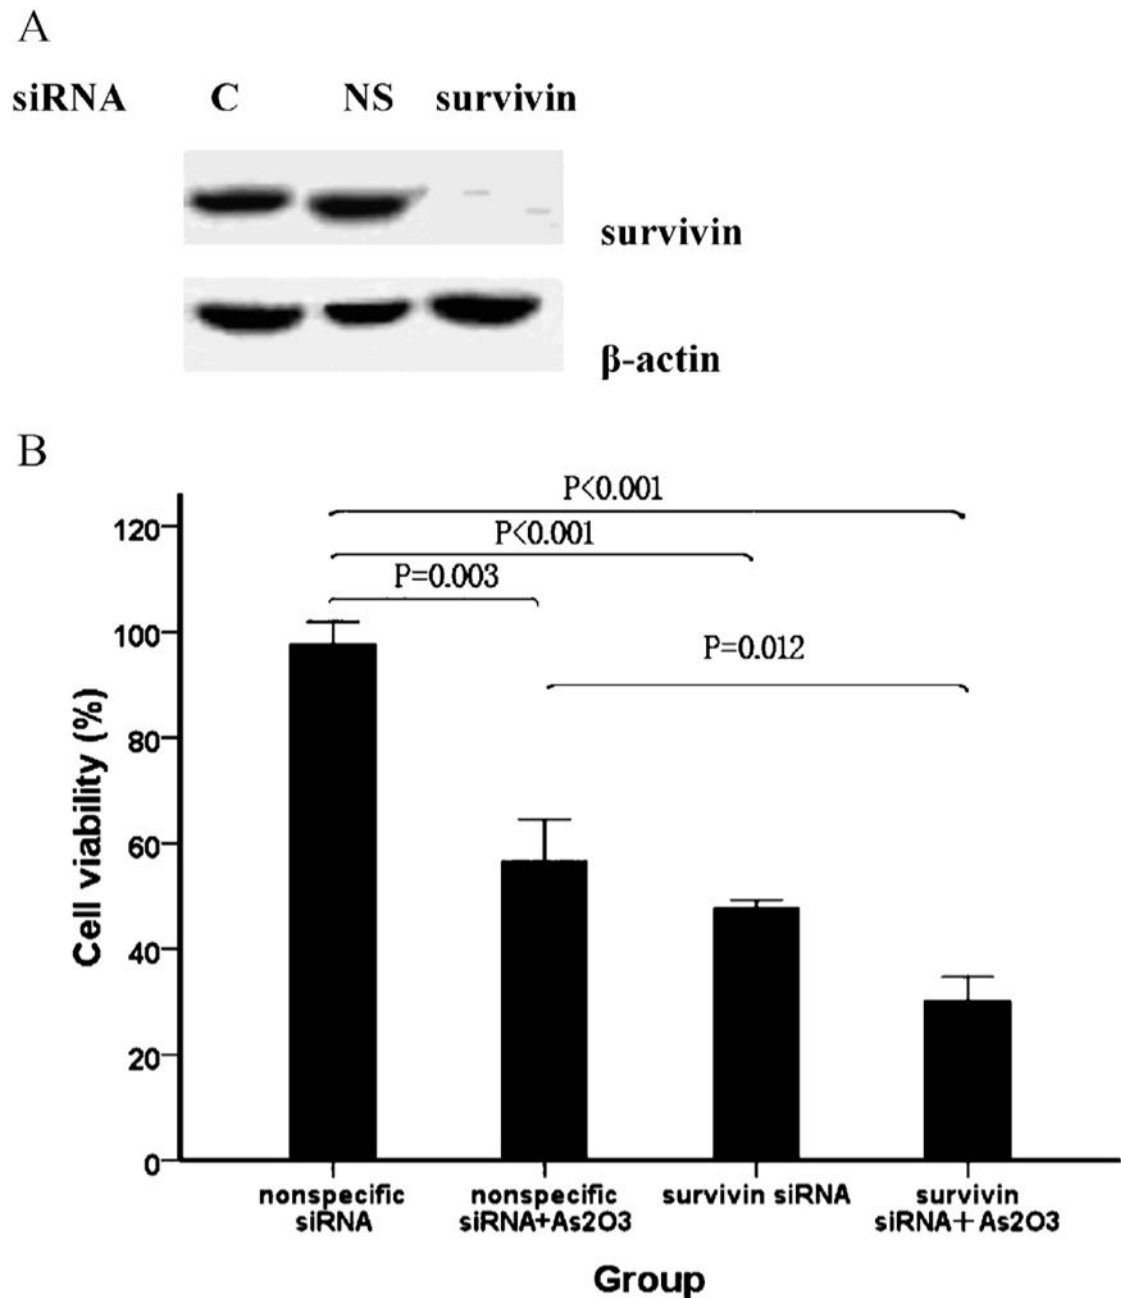 A
siRNA C NS survivin
survivin
β-actin
B
P<0.001
P<0.001
P=0.003
P=0.012
Cell viability (%)
120
100
80
60
40
20
0
nonspecific siRNA
nonspecific siRNA+As2O3
survivin siRNA
survivin siRNA+As2O3
Group